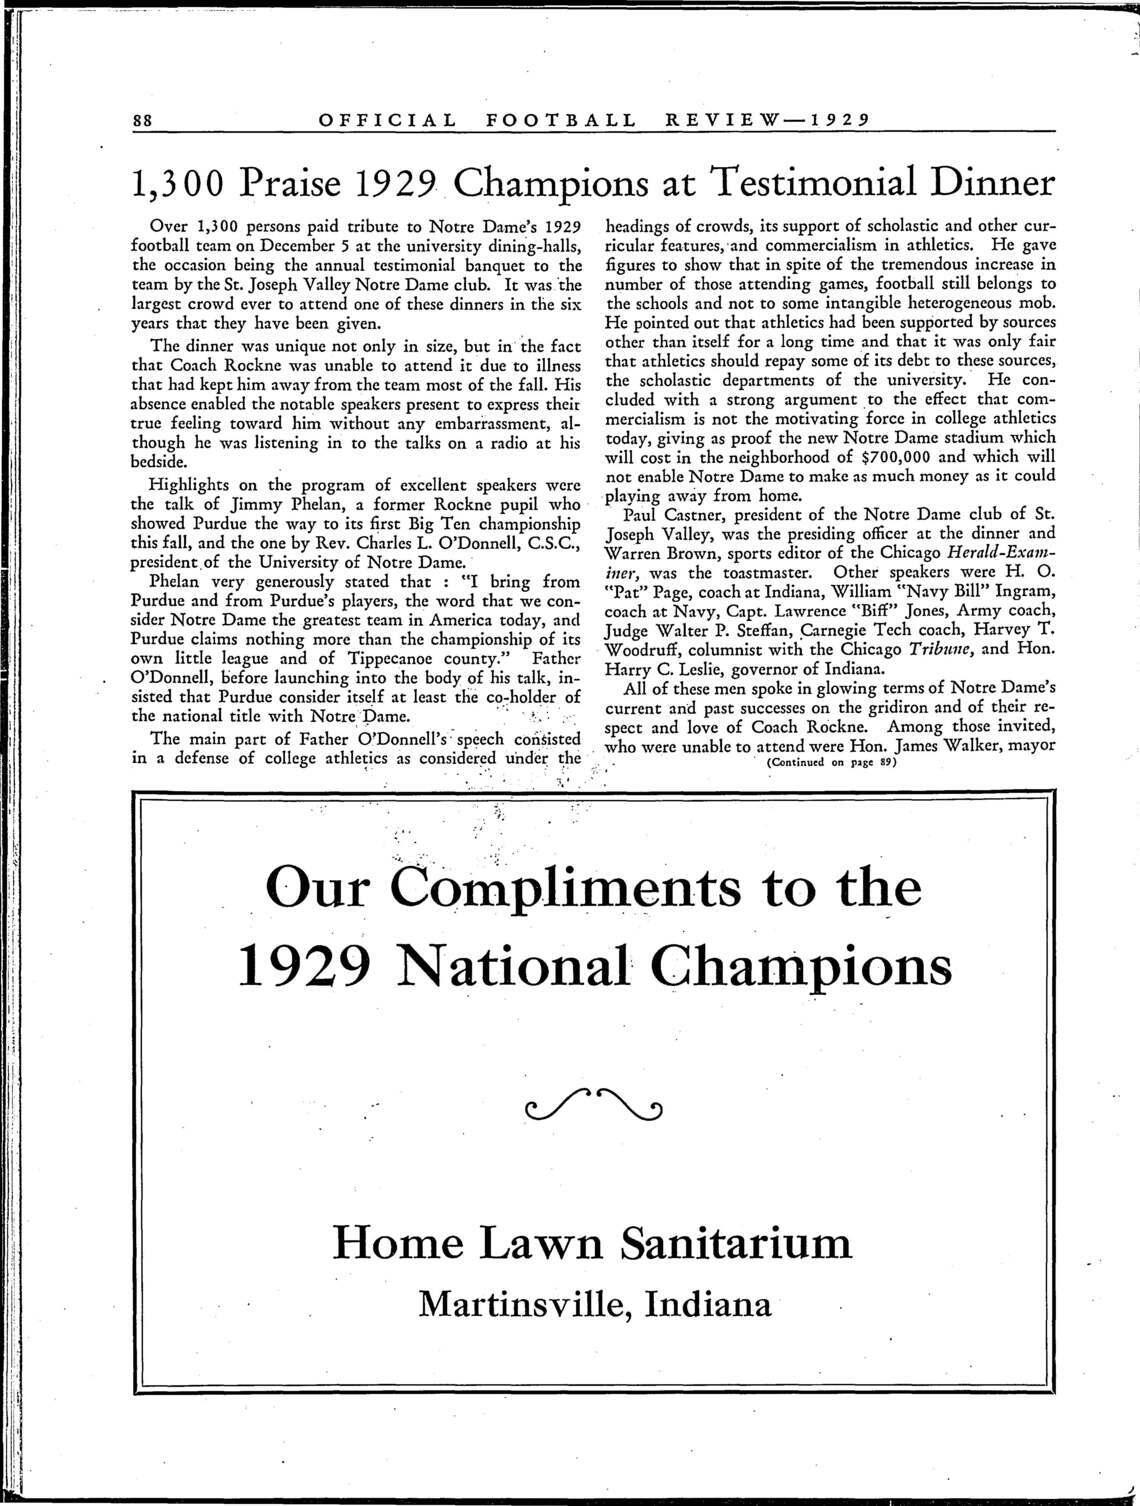 88 OFFICIAL FOOTBALL REVIEW—1929
1,300 Praise 1929 Champions at Testimonial Dinner
Over 1,300 persons paid tribute to Notre Dame's 1929
football team on December 5 at the university dining-halls,
the occasion being the annual testimonial banquet to the
team by the St. Joseph Valley Notre Dame club. It was the
largest crowd ever to attend one of these dinners in the six
years that they have been given.
The dinner was unique not only in size, but in the fact
that Coach Rockne was unable to attend it due to illness
that had kept him away from the team most of the fall. His
absence enabled the notable speakers present to express their
true feeling toward him without any embarrassment, al-
though he was listening in to the talks on a radio at his
bedside.
Highlights on the program of excellent speakers were
the talk of Jimmy Phelan, a former Rockne pupil who
showed Purdue the way to its first Big Ten championship
this fall, and the one by Rev. Charles L. O'Donnell, C.S.C.,
president of the University of Notre Dame.
Phelan very generously stated that : "I bring from
Purdue and from Purdue's players, the word that we con-
sider Notre Dame the greatest team in America today, and
Purdue claims nothing more than the championship of its
own little league and of Tippecanoe county." Father
O'Donnell, before launching into the body of his talk, in-
sisted that Purdue consider itself at least the co-holder of
the national title with Notre Dame.
The main part of Father O'Donnell's speech consisted
in a defense of college athletics as considered under the
headings of crowds, its support of scholastic and other cur-
ricular features, and commercialism in athletics. He gave
figures to show that in spite of the tremendous increase in
number of those attending games, football still belongs to
the schools and not to some intangible heterogeneous mob.
He pointed out that athletics had been supported by sources
other than itself for a long time and that it was only fair
that athletics should repay some of its debt to these sources,
the scholastic departments of the university. He con-
cluded with a strong argument to the effect that com-
mercialism is not the motivating force in college athletics
today, giving as proof the new Notre Dame stadium which
will cost in the neighborhood of $700,000 and which will
not enable Notre Dame to make as much money as it could
playing away from home.
Paul Castner, president of the Notre Dame club of St.
Joseph Valley, was the presiding officer at the dinner and
Warren Brown, sports editor of the Chicago Herald-Exam-
iner, was the toastmaster. Other speakers were H. O.
"Pat" Page, coach at Indiana, William "Navy Bill" Ingram,
coach at Navy, Capt. Lawrence "Biff" Jones, Army coach,
Judge Walter P. Steffan, Carnegie Tech coach, Harvey T.
Woodruff, columnist with the Chicago Tribune, and Hon.
Harry C. Leslie, governor of Indiana.
All of these men spoke in glowing terms of Notre Dame's
current and past successes on the gridiron and of their re-
spect and love of Coach Rockne. Among those invited,
who were unable to attend were Hon. James Walker, mayor
(Continued on page 89)
Our Compliments to the
1929 National Champions
Home Lawn Sanitarium
Martinsville, Indiana